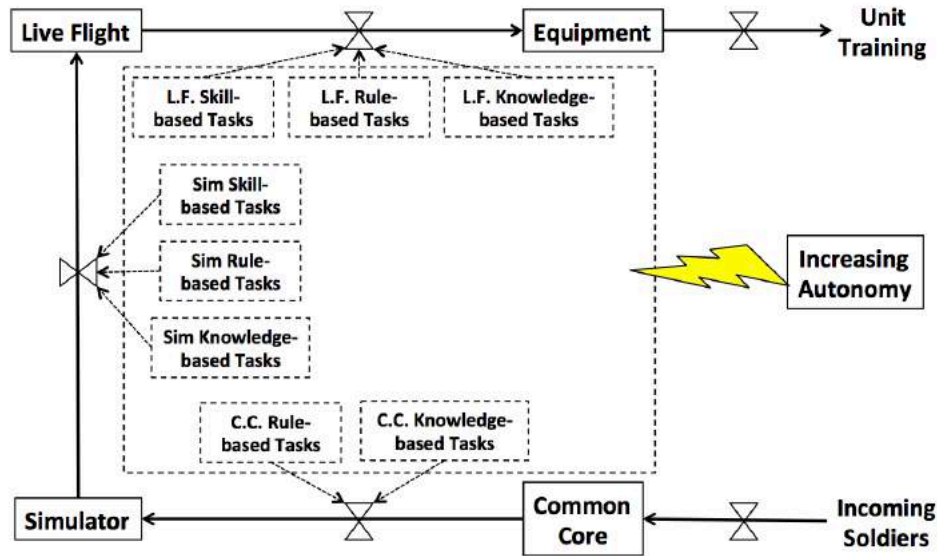 Live Flight
Equipment
Unit
Training
L.F. Skill-
based Tasks
L.F. Rule-
based Tasks
L.F. Knowledge-
based Tasks
Sim Skill-
based Tasks
Sim Rule-
based Tasks
Sim Knowledge-
based Tasks
Increasing
Autonomy
C.C. Rule-
based Tasks
C.C. Knowledge-
based Tasks
Simulator
Common
Core
Incoming
Soldiers